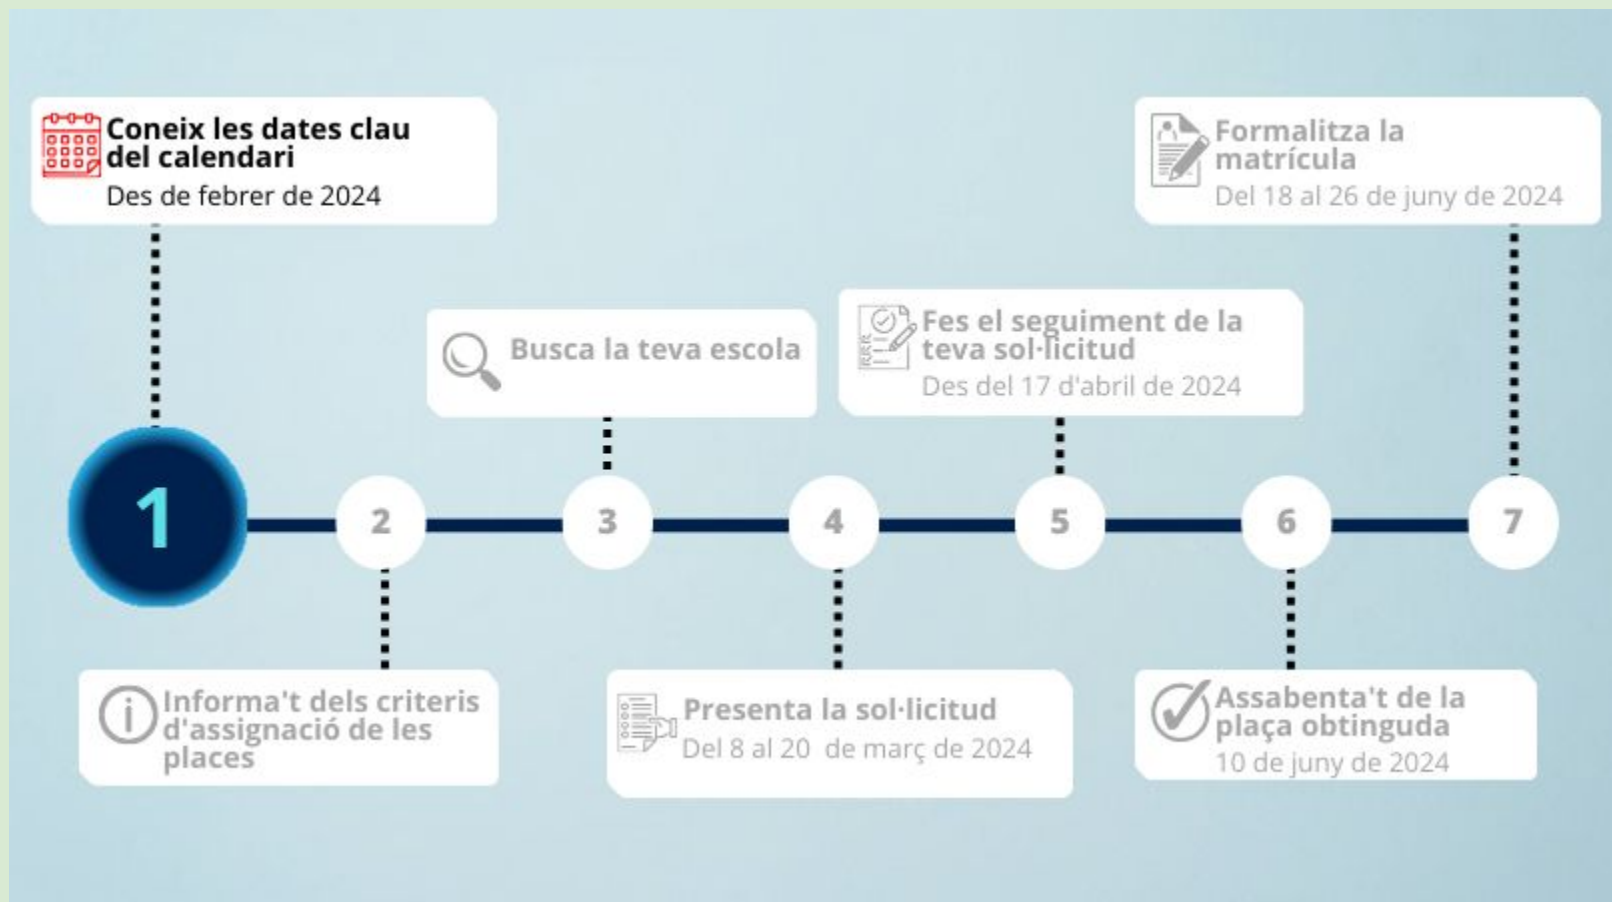 Coneix les dates clau
del calendari
Des de febrer de 2024
Formalitza la
matrícula
Del 18 al 26 de juny de 2024
Busca la teva escola
Fes el seguiment de la
teva sol·licitud
Des del 17 d'abril de 2024
1
2
3
4
5
6
7
Informa't dels criteris
d'assignació de les
places
Presenta la sol·licitud
Del 8 al 20 de març de 2024
Assabenta't de la
plaça obtinguda
10 de juny de 2024